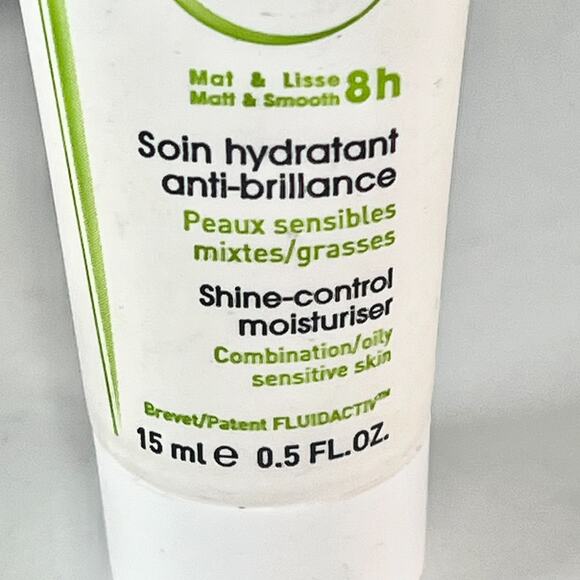 Mat & Lisse 8h
Matt & Smooth
Soin hydratant
anti-brillance
Peaux sensibles
mixtes/grasses
Shine-control
moisturiser
Combination/oily
sensitive skin
Brevet/Patent FLUIDACTIV™
15 ml e 0.5 FL.OZ.